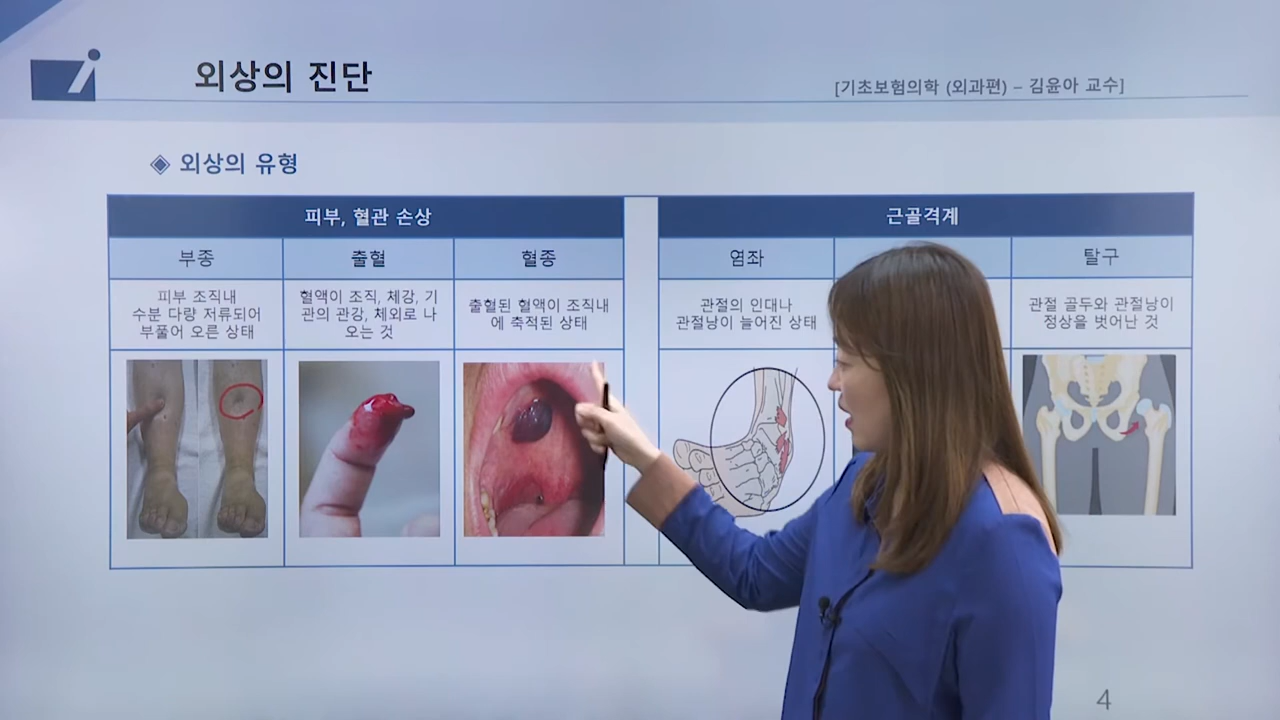 외상의 진단
[기초보험의학 (외과편) – 김윤아 교수]
◈ 외상의 유형
피부, 혈관 손상
근골격계
부종
출혈
혈종
염좌
탈구
피부 조직내
수분 다량 저류되어
부풀어 오른 상태
혈액이 조직, 체강, 기
관의 관강, 체외로 나
오는 것
출혈된 혈액이 조직내
에 축적된 상태
관절의 인대나
관절낭이 늘어진 상태
관절 골두와 관절낭이
정상을 벗어난 것
4